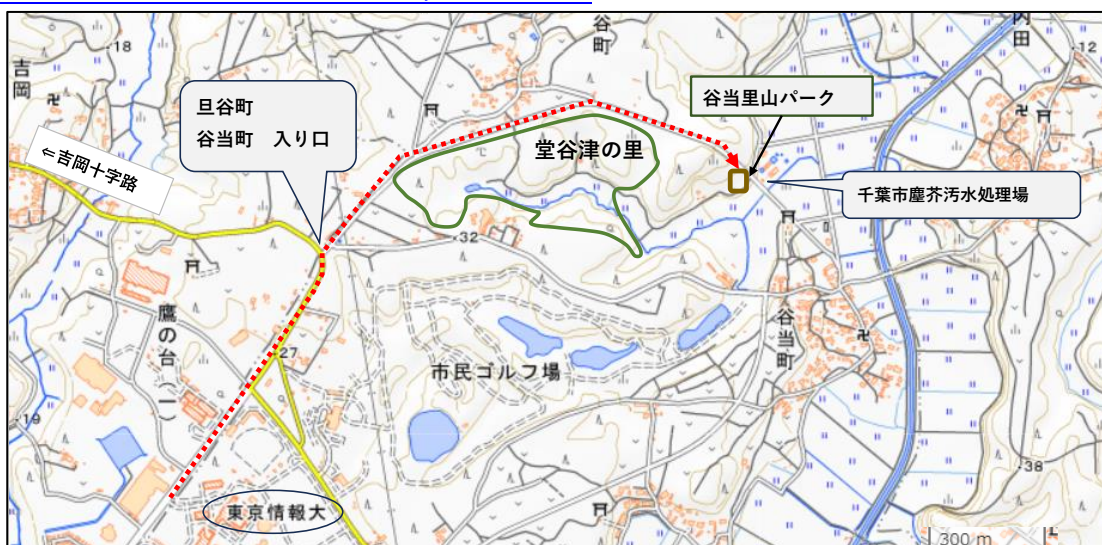 18
吉岡
旦谷町
谷当町 入り口
⇐吉岡十字路
谷町
堂谷津の里
谷当里山パーク
内田
12
千葉市塵芥汚水処理場
32
鷹の台(一)
27
市民ゴルフ場
谷当町
19
東京情報大
38
300 m